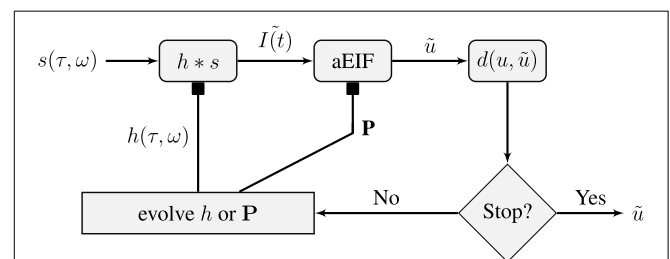 s(τ, ω)
h ∗ s
I(̃t)
aEIF
ũ
d(u, ũ)
h(τ, ω)
P
evolve h or P
No
Stop?
Yes
ũ